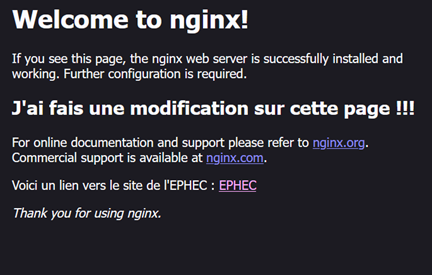 Welcome to nginx!
If you see this page, the nginx web server is successfully installed and
working. Further configuration is required.
J'ai fais une modification sur cette page !!!
For online documentation and support please refer to nginx.org.
Commercial support is available at nginx.com.
Voici un lien vers le site de l'EPHEC : EPHEC
Thank you for using nginx.